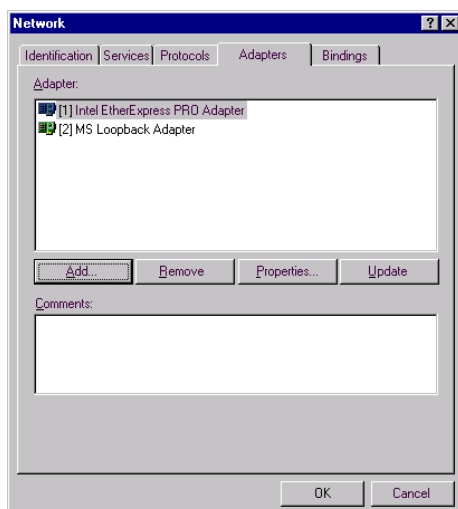 Network
Identification Services Protocols Adapters Bindings
Adapter:
[1] Intel EtherExpress PRO Adapter
[2] MS Loopback Adapter
Add... Remove Properties... Update
Comments:
OK Cancel